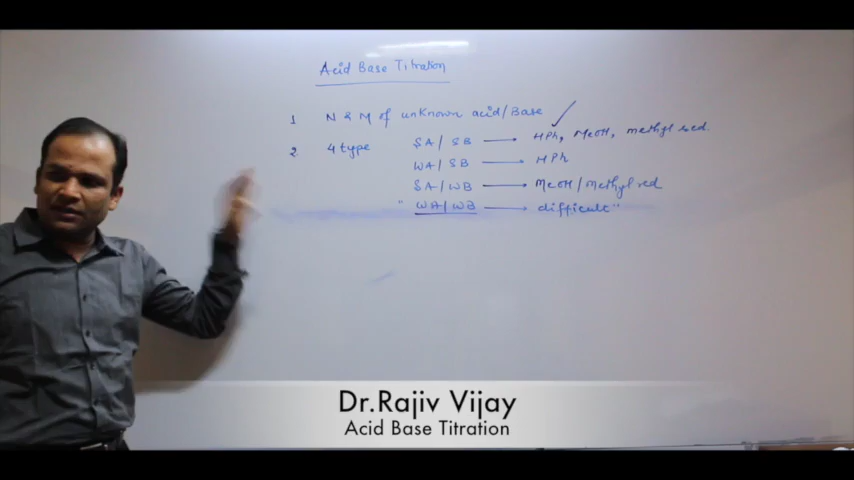 Acid Base Titration
1 N & M of unknown acid/Base
2 4 type SA/SB → HPh, MeOH, methyl red
WA/SB → HPh
SA/WB → MeOH/Methyl red
"WA/WB → difficult"
Dr.Rajiv Vijay
Acid Base Titration